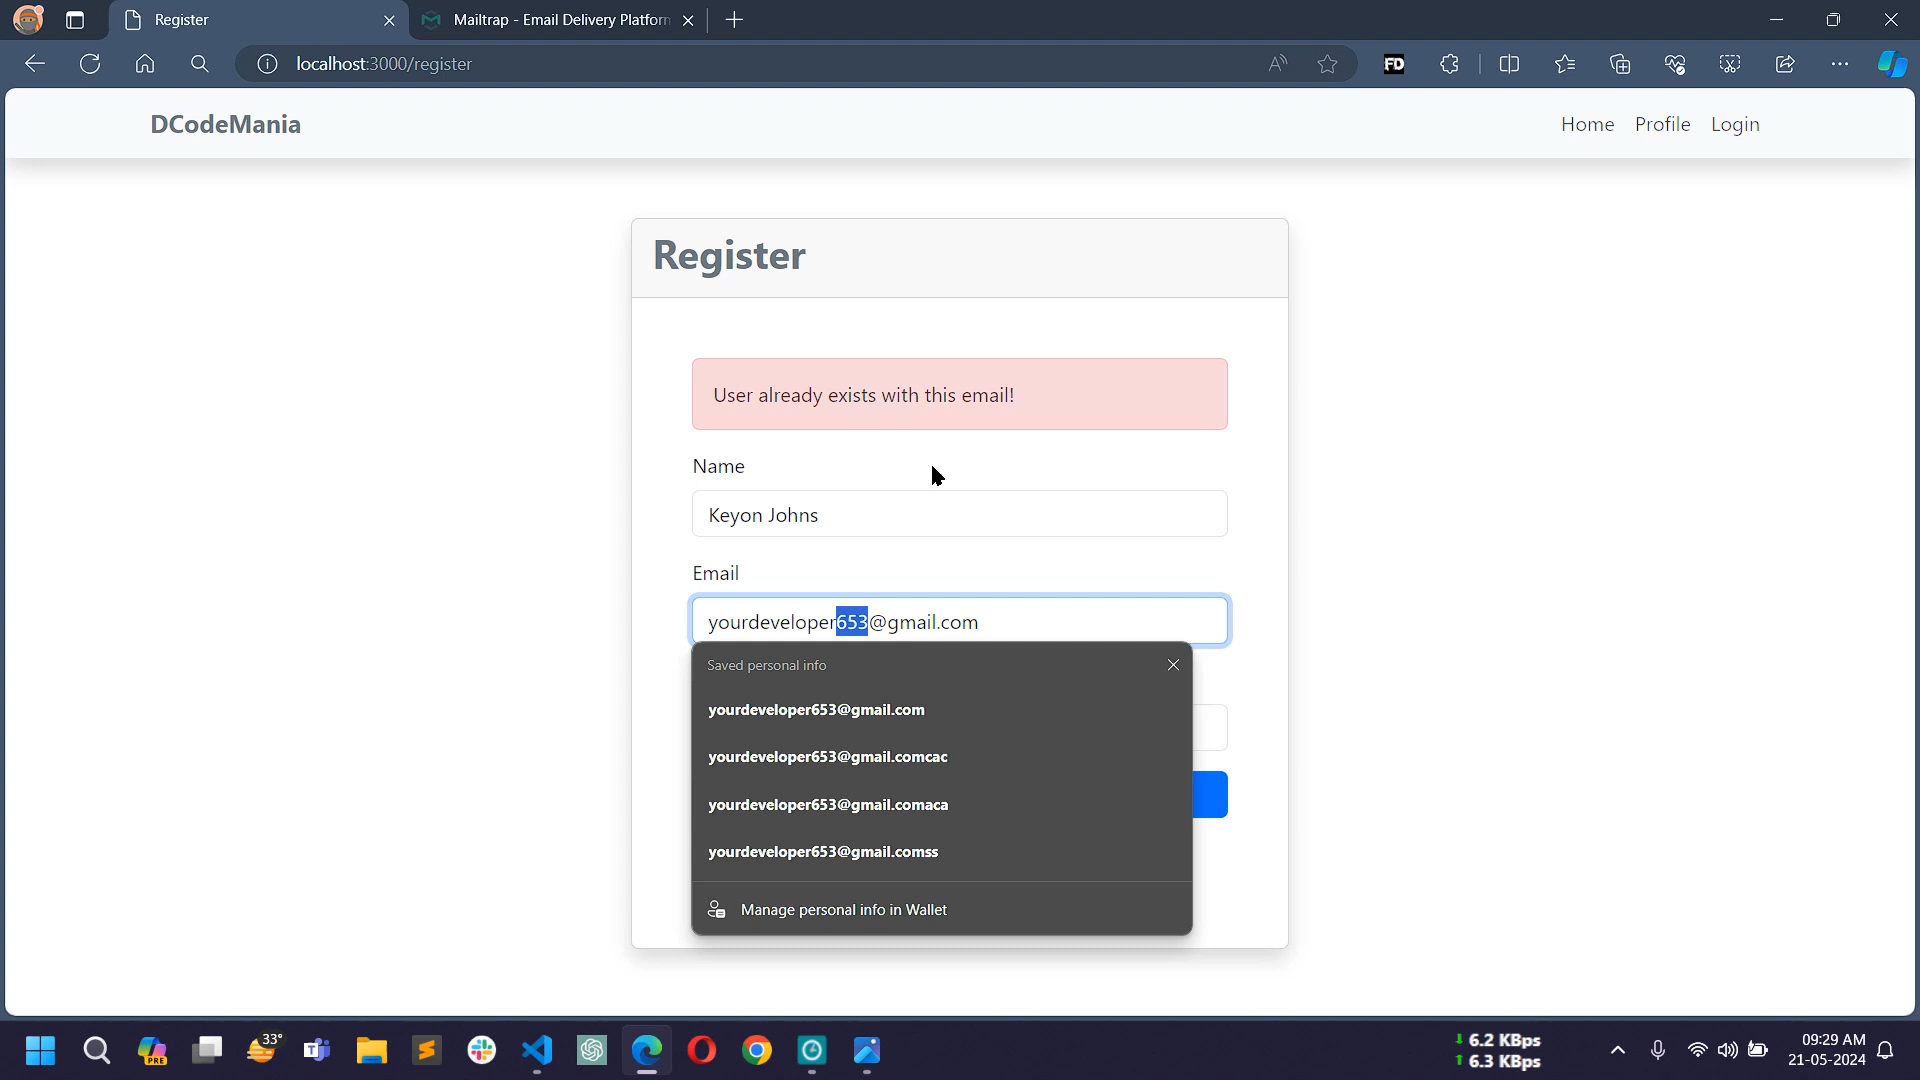 Register
Mailtrap - Email Delivery Platforn
localhost:3000/register
FD
DCodeMania
Home Profile Login
Register
User already exists with this email!
Name
Keyon Johns
Email
yourdeveloper653@gmail.com
Saved personal info
yourdeveloper653@gmail.com
yourdeveloper653@gmail.comcac
yourdeveloper653@gmail.comaca
yourdeveloper653@gmail.comss
Manage personal info in Wallet
PRE
33°
6.2 KBps
6.3 KBps
09:29 AM
21-05-2024